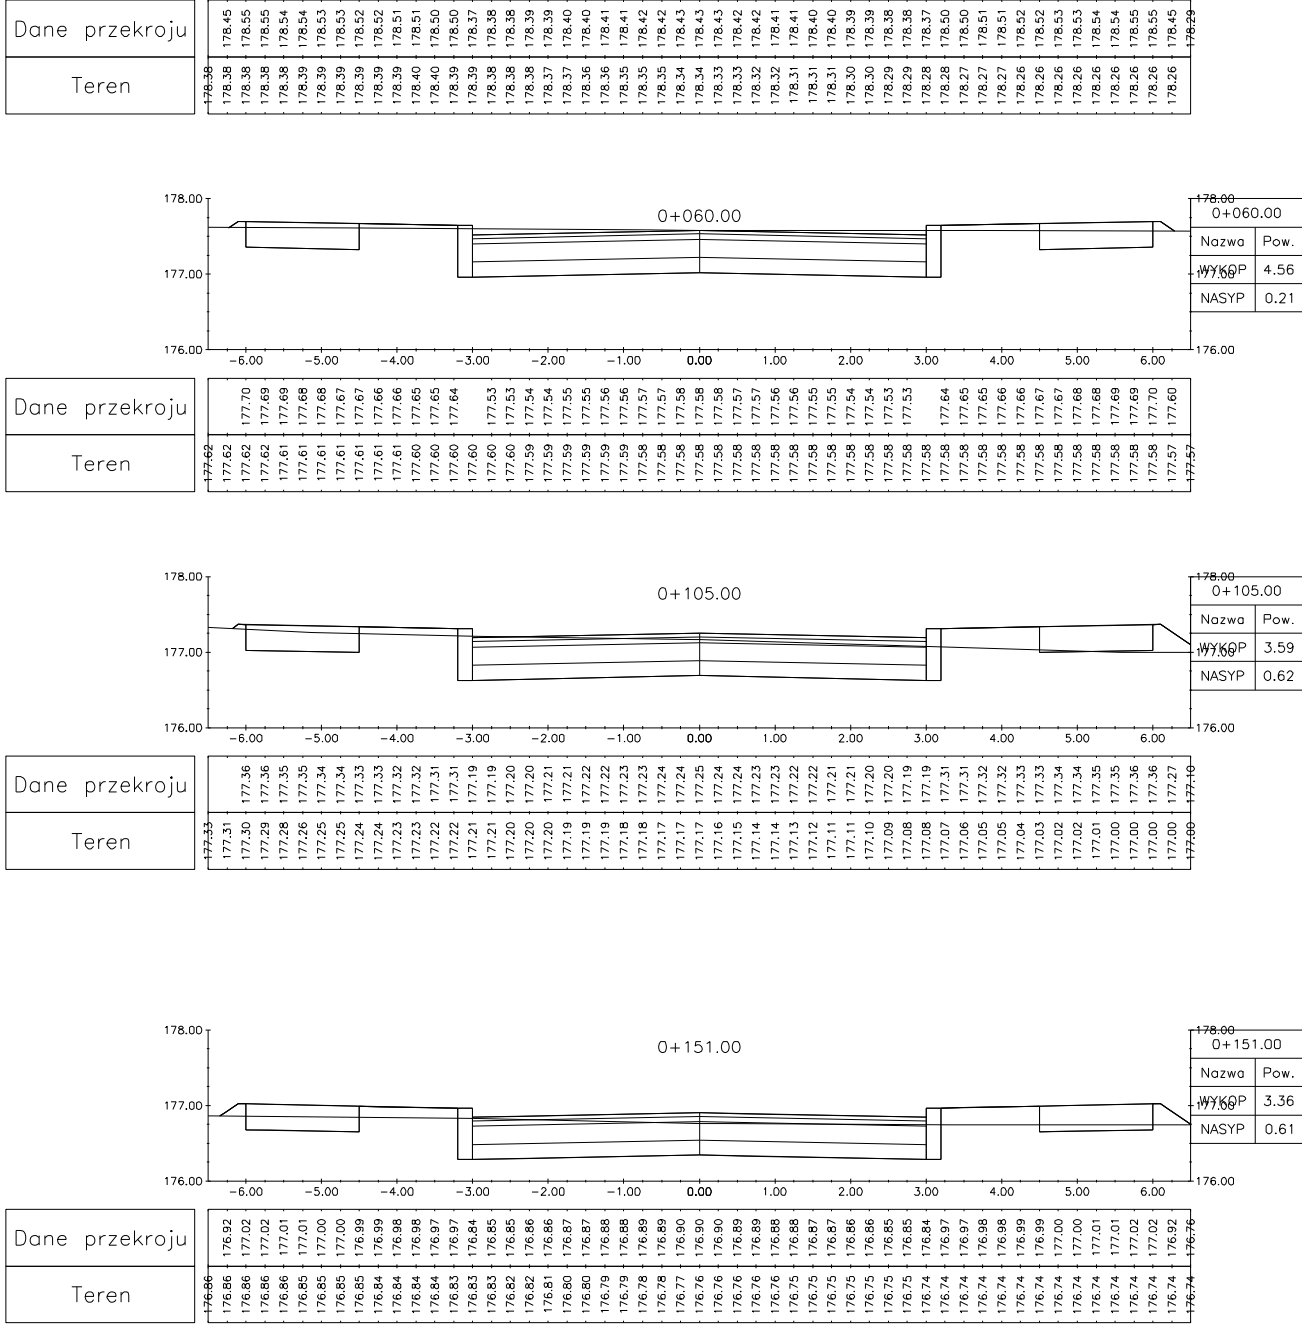 Dane przekroju 178.45 178.55 178.55 178.54 178.54 178.53 178.53 178.52 178.52 178.51 178.51 178.50 178.50 178.37 178.38 178.38 178.39 178.39 178.40 178.40 178.41 178.41 178.42 178.42 178.43 178.43 178.43 178.42 178.42 178.41 178.41 178.40 178.40 178.39 178.39 178.38 178.38 178.37 178.50 178.50 178.51 178.51 178.52 178.52 178.53 178.53 178.54 178.54 178.55 178.55 178.45 178.29
Teren 178.38 178.38 178.38 178.38 178.38 178.39 178.39 178.39 178.39 178.39 178.39 178.40 178.40 178.39 178.39 178.38 178.38 178.38 178.37 178.37 178.36 178.36 178.35 178.35 178.35 178.34 178.34 178.33 178.33 178.32 178.32 178.31 178.31 178.31 178.30 178.30 178.29 178.29 178.28 178.28 178.27 178.27 178.27 178.26 178.26 178.26 178.26 178.26 178.26 178.26 178.26 178.26
178.00 0+060.00 178.00
0+060.00
Nazwa Pow.
177.00 177.00
WYKOP 4.56
NASYP 0.21
176.00 176.00
-6.00 -5.00 -4.00 -3.00 -2.00 -1.00 0.00 1.00 2.00 3.00 4.00 5.00 6.00
Dane przekroju 177.70 177.69 177.69 177.68 177.68 177.67 177.67 177.66 177.66 177.65 177.65 177.64 177.53 177.53 177.54 177.54 177.55 177.55 177.56 177.56 177.57 177.57 177.58 177.58 177.58 177.57 177.57 177.56 177.56 177.55 177.55 177.54 177.54 177.53 177.53 177.64 177.65 177.65 177.66 177.66 177.67 177.67 177.68 177.68 177.69 177.69 177.70 177.60
Teren 177.62 177.62 177.62 177.62 177.61 177.61 177.61 177.61 177.61 177.61 177.61 177.60 177.60 177.60 177.60 177.60 177.59 177.59 177.59 177.59 177.59 177.59 177.58 177.58 177.58 177.58 177.58 177.58 177.58 177.58 177.58 177.58 177.58 177.58 177.58 177.58 177.58 177.58 177.58 177.58 177.58 177.58 177.58 177.58 177.58 177.58 177.58 177.58 177.58 177.58 177.57 177.57
178.00 0+105.00 178.00
0+105.00
Nazwa Pow.
177.00 177.00
WYKOP 3.59
NASYP 0.62
176.00 176.00
-6.00 -5.00 -4.00 -3.00 -2.00 -1.00 0.00 1.00 2.00 3.00 4.00 5.00 6.00
Dane przekroju 177.36 177.36 177.35 177.35 177.34 177.34 177.33 177.33 177.32 177.32 177.31 177.31 177.19 177.19 177.20 177.20 177.21 177.21 177.22 177.22 177.23 177.23 177.24 177.24 177.25 177.24 177.24 177.23 177.23 177.22 177.22 177.21 177.21 177.20 177.20 177.19 177.19 177.31 177.31 177.32 177.32 177.33 177.33 177.34 177.34 177.35 177.35 177.36 177.36 177.27 177.10
Teren 177.33 177.31 177.30 177.29 177.28 177.26 177.25 177.25 177.24 177.24 177.23 177.23 177.22 177.22 177.21 177.21 177.20 177.20 177.20 177.19 177.19 177.19 177.18 177.18 177.17 177.17 177.17 177.16 177.15 177.14 177.14 177.13 177.12 177.11 177.11 177.10 177.09 177.08 177.08 177.07 177.06 177.05 177.05 177.04 177.03 177.02 177.02 177.01 177.00 177.00 177.00 177.00 177.00
178.00 0+151.00 178.00
0+151.00
Nazwa Pow.
177.00 177.00
WYKOP 3.36
NASYP 0.61
176.00 176.00
-6.00 -5.00 -4.00 -3.00 -2.00 -1.00 0.00 1.00 2.00 3.00 4.00 5.00 6.00
Dane przekroju 176.92 177.02 177.02 177.01 177.01 177.00 177.00 176.99 176.99 176.98 176.98 176.97 176.97 176.84 176.85 176.85 176.86 176.86 176.87 176.87 176.88 176.88 176.89 176.89 176.90 176.90 176.90 176.89 176.89 176.88 176.88 176.87 176.87 176.86 176.86 176.85 176.85 176.84 176.97 176.97 176.98 176.98 176.99 176.99 177.00 177.00 177.01 177.01 177.02 177.02 176.92 176.76
Teren 176.86 176.86 176.86 176.86 176.86 176.85 176.85 176.85 176.85 176.84 176.84 176.84 176.84 176.83 176.83 176.83 176.82 176.82 176.81 176.80 176.80 176.79 176.79 176.78 176.78 176.77 176.76 176.76 176.76 176.76 176.76 176.75 176.75 176.75 176.75 176.75 176.75 176.74 176.74 176.74 176.74 176.74 176.74 176.74 176.74 176.74 176.74 176.74 176.74 176.74 176.74 176.74